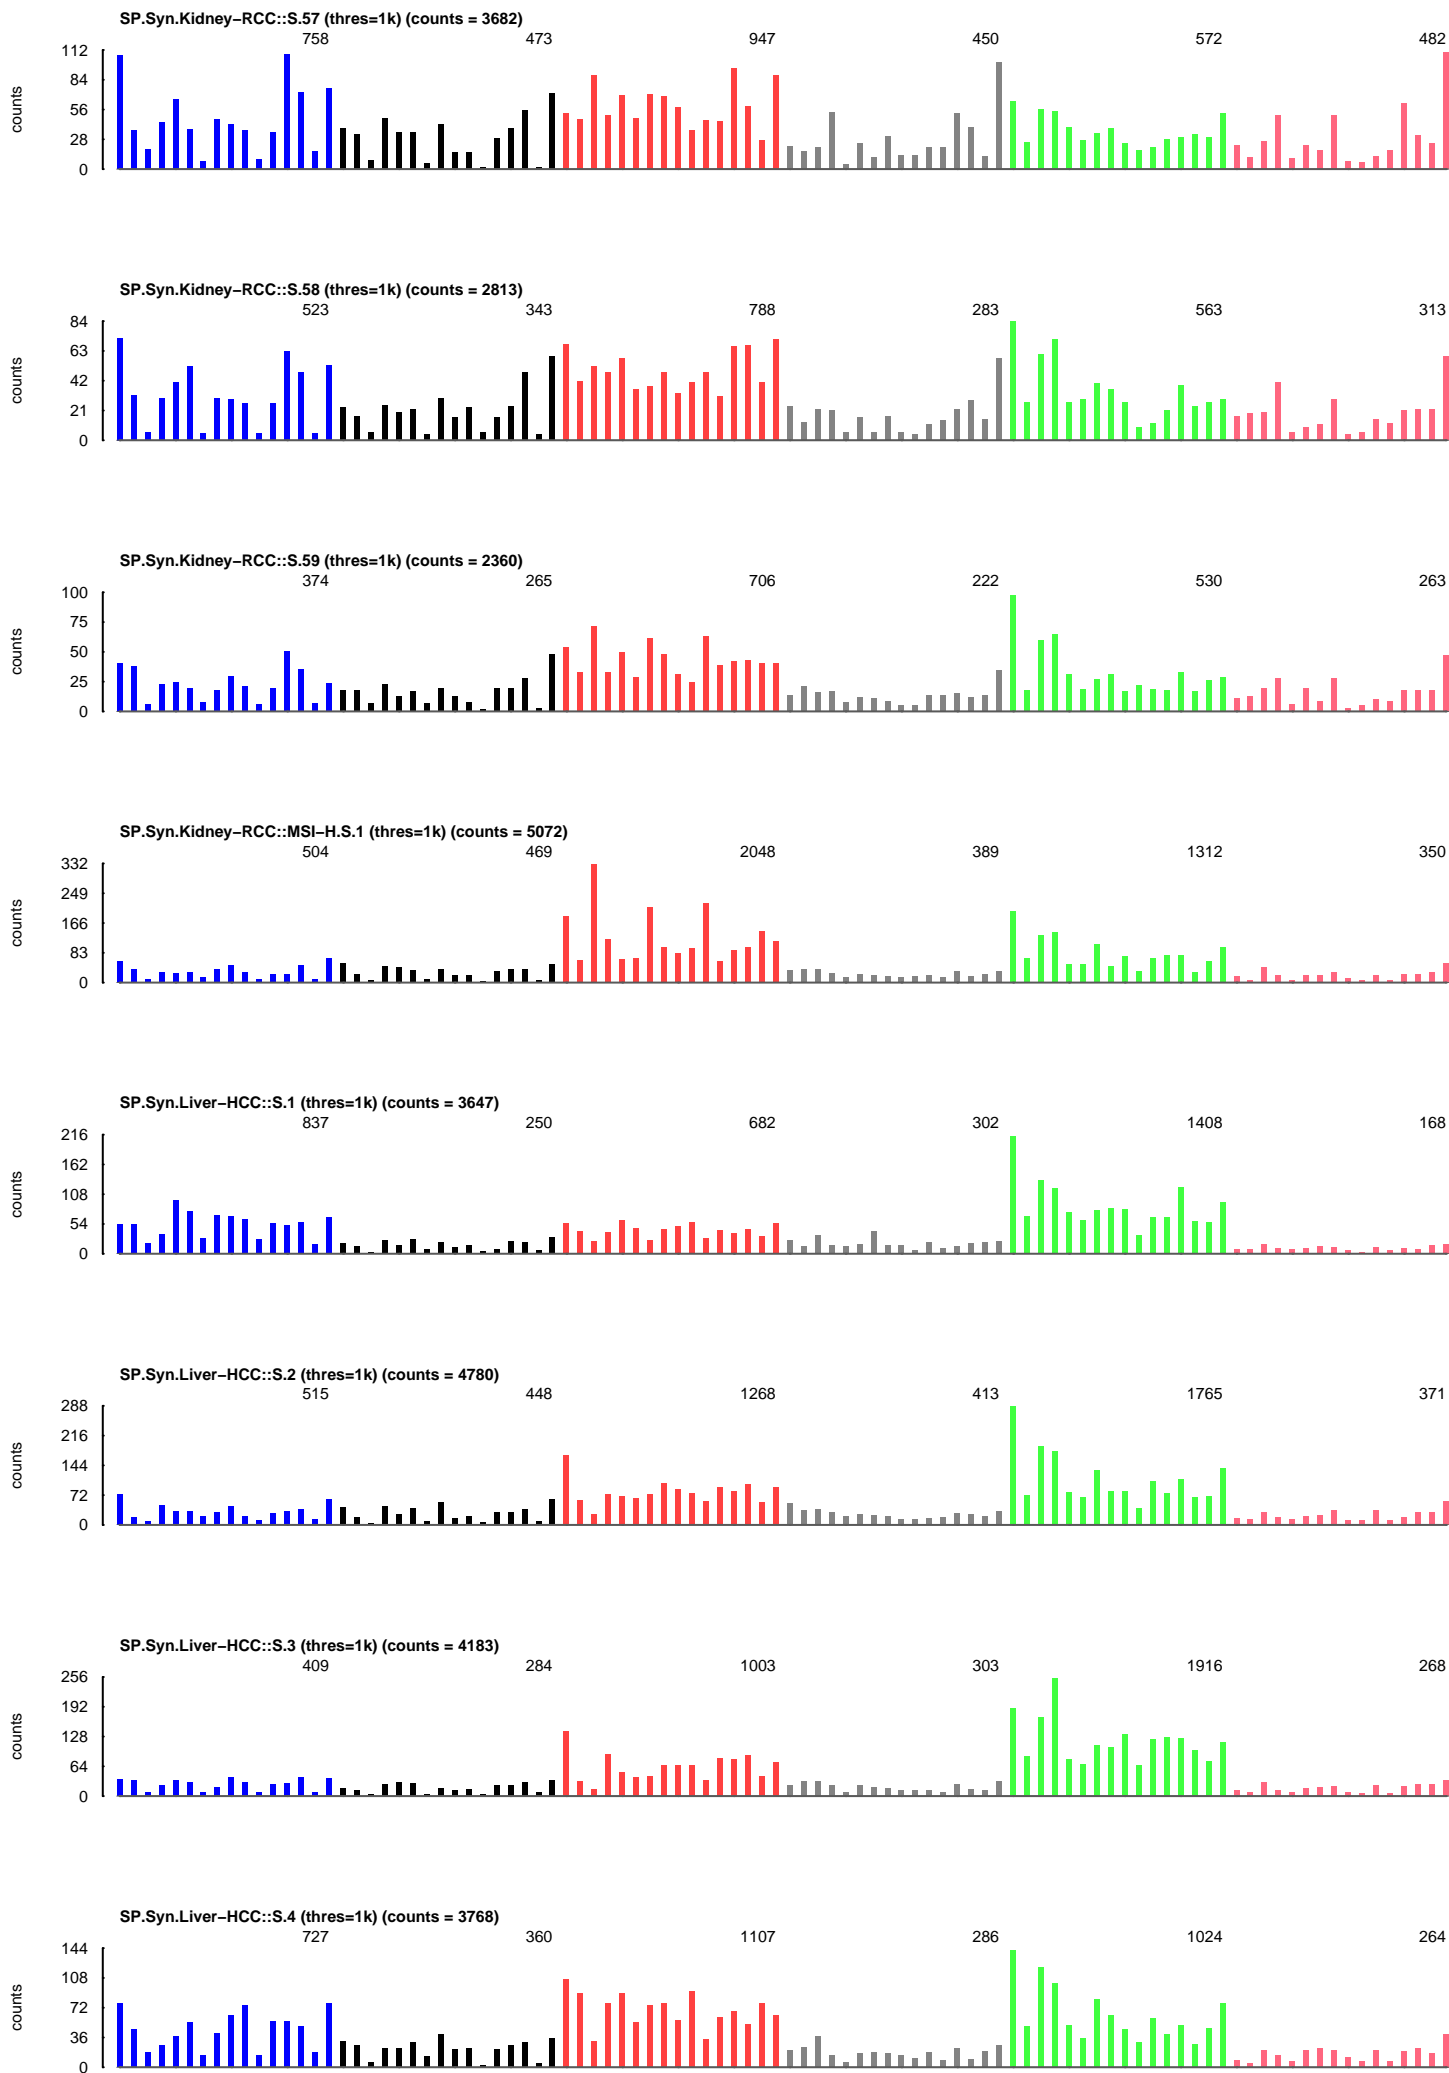 SP.Syn.Kidney−RCC::S.57 (thres=1k) (counts = 3682)
758 473 947 450 572 482
112
84
56
28
0
counts
SP.Syn.Kidney−RCC::S.58 (thres=1k) (counts = 2813)
523 343 788 283 563 313
84
63
42
21
0
counts
SP.Syn.Kidney−RCC::S.59 (thres=1k) (counts = 2360)
374 265 706 222 530 263
100
75
50
25
0
counts
SP.Syn.Kidney−RCC::MSI−H.S.1 (thres=1k) (counts = 5072)
504 469 2048 389 1312 350
332
249
166
83
0
counts
SP.Syn.Liver−HCC::S.1 (thres=1k) (counts = 3647)
837 250 682 302 1408 168
216
162
108
54
0
counts
SP.Syn.Liver−HCC::S.2 (thres=1k) (counts = 4780)
515 448 1268 413 1765 371
288
216
144
72
0
counts
SP.Syn.Liver−HCC::S.3 (thres=1k) (counts = 4183)
409 284 1003 303 1916 268
256
192
128
64
0
counts
SP.Syn.Liver−HCC::S.4 (thres=1k) (counts = 3768)
727 360 1107 286 1024 264
144
108
72
36
0
counts